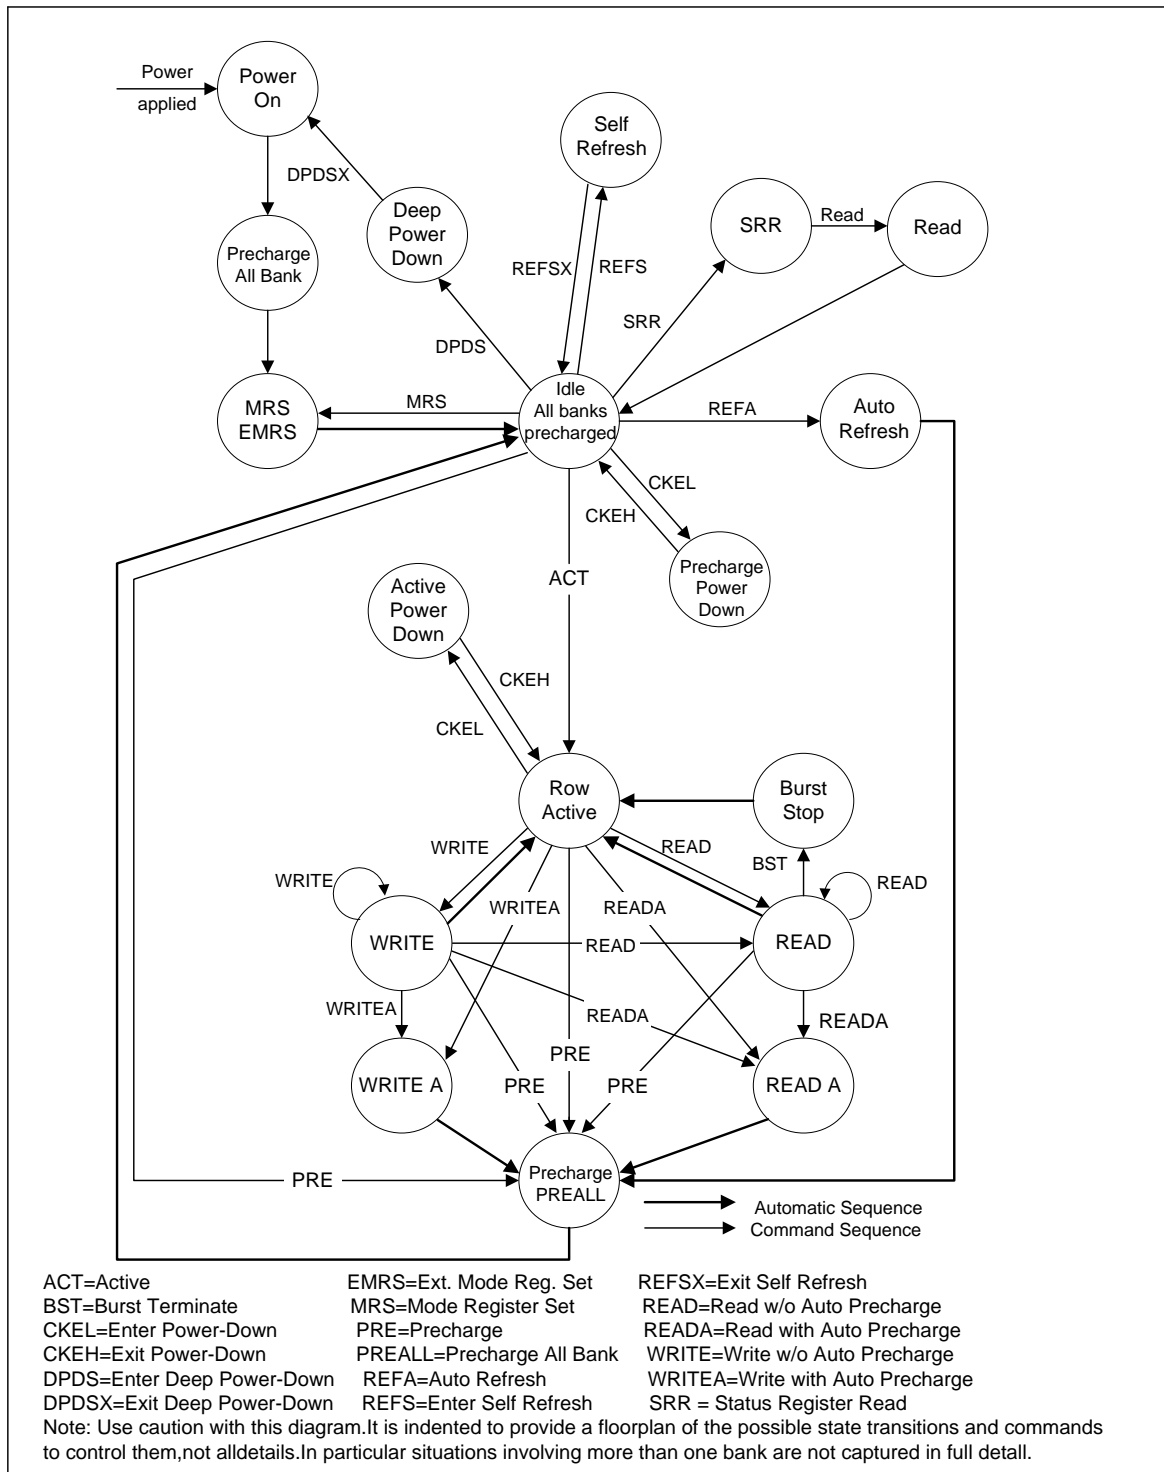 Power
applied
Power
On
Self
Refresh
DPDSX
Deep
Power
Down
SRR
Read
Read
Precharge
All Bank
REFSX
REFS
SRR
DPDS
Idle
All banks
precharged
MRS
EMRS
MRS
REFA
Auto
Refresh
CKEL
CKEH
Precharge
Power
Down
ACT
Active
Power
Down
CKEH
CKEL
Row
Active
Burst
Stop
WRITE
READ
BST
WRITE
READ
WRITEA
READA
WRITE
READ
READ
WRITEA
READA
READA
PRE
WRITE A
PRE
PRE
READ A
Precharge
PREALL
PRE
Automatic Sequence
Command Sequence
ACT=Active EMRS=Ext. Mode Reg. Set REFSX=Exit Self Refresh
BST=Burst Terminate MRS=Mode Register Set READ=Read w/o Auto Precharge
CKEL=Enter Power-Down PRE=Precharge READA=Read with Auto Precharge
CKEH=Exit Power-Down PREALL=Precharge All Bank WRITE=Write w/o Auto Precharge
DPDS=Enter Deep Power-Down REFA=Auto Refresh WRITEA=Write with Auto Precharge
DPDSX=Exit Deep Power-Down REFS=Enter Self Refresh SRR = Status Register Read
Note: Use caution with this diagram.It is indented to provide a floorplan of the possible state transitions and commands
to control them,not alldetails.In particular situations involving more than one bank are not captured in full detall.